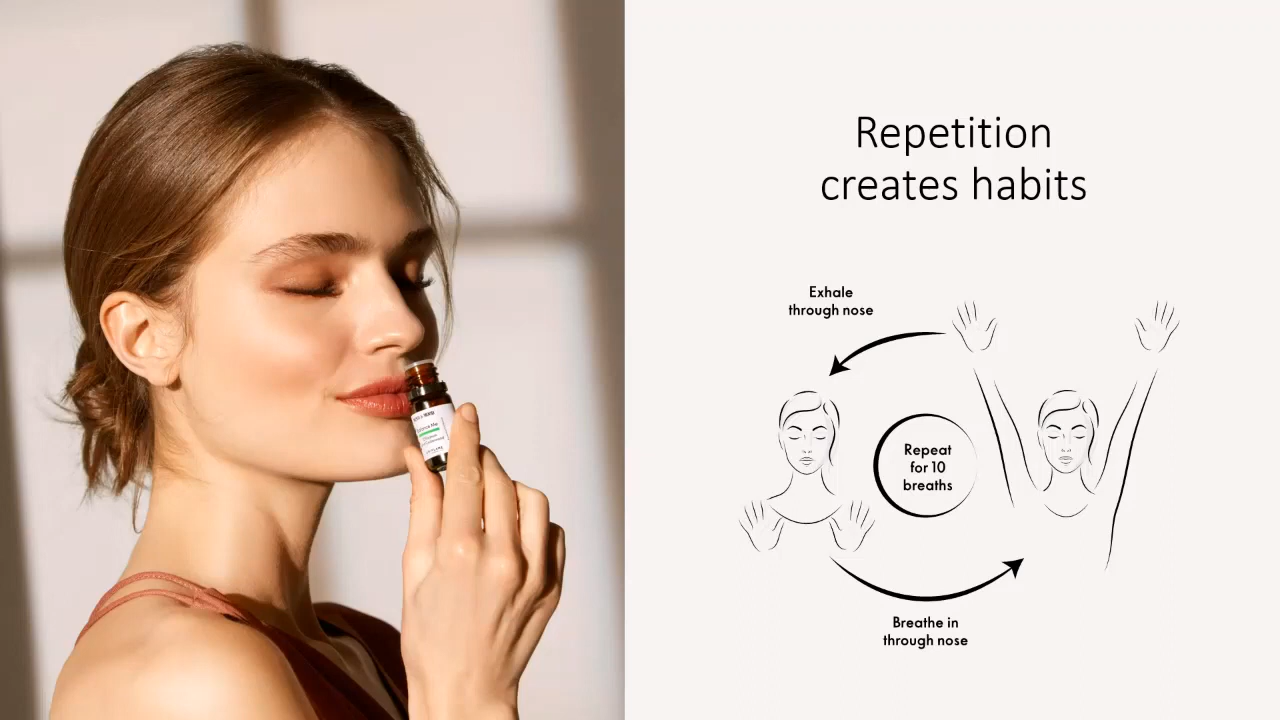 Repetition
creates habits
Exhale
through nose
Repeat
for 10
breaths
Breathe in
through nose